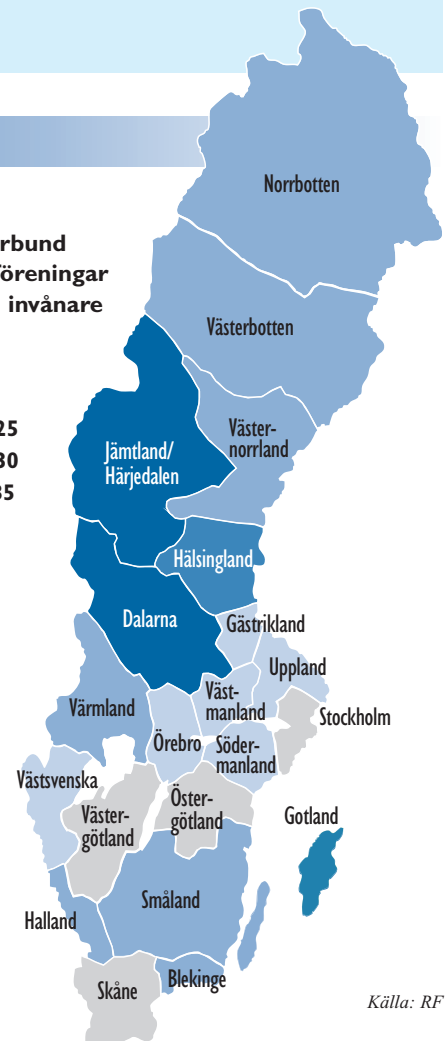 Norrbotten
rbund
föreningar
invånare
Västerbotten
25
30
35
Väster-
norrland
Jämtland/
Härjedalen
Hälsingland
Dalarna
Gästrikland
Uppland
Väst-
manland
Värmland
Stockholm
Örebro
Söder-
manland
Västsvenska
Öster-
götland
Väster-
götland
Gotland
Småland
Halland
Blekinge
Skåne
Källa: RF